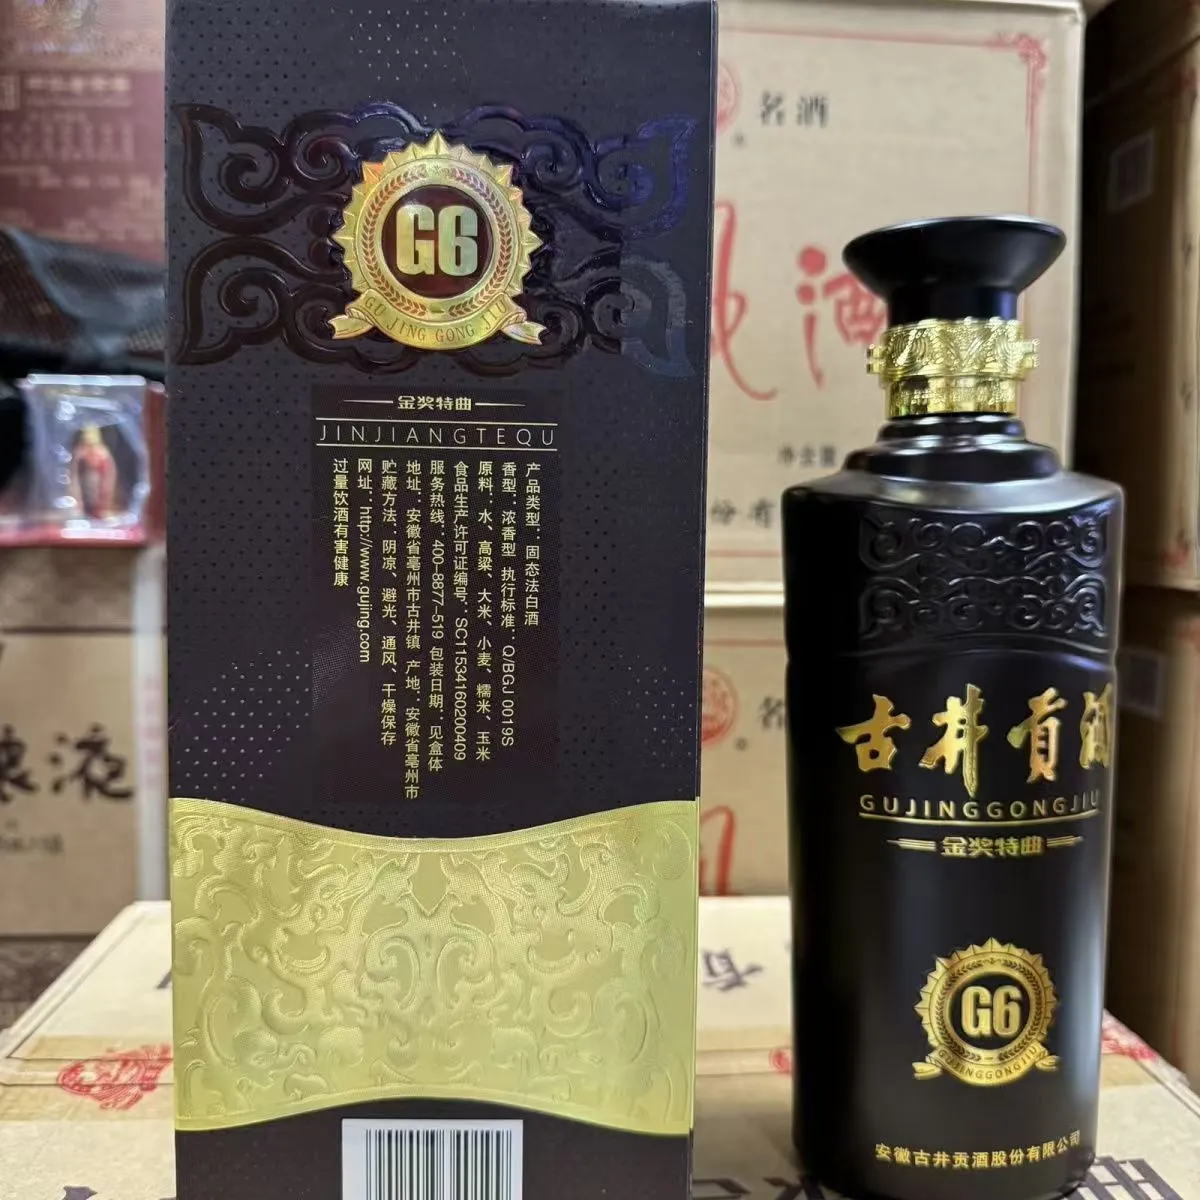 G6
GU JING GONG JIU
金奖特曲
JINJIANGTEQU
产品类型：固态法白酒
香型：浓香型 执行标准：Q/BGJ 0019S
原料：水、高粱、大米、小麦、糯米、玉米
食品生产许可证编号：SC11534160200409
服务热线：400-8877-519 包装日期：见盒体
地址：安徽省亳州市古井镇 产地：安徽省亳州市
贮藏方法：阴凉、避光、通风、干燥保存
网址：http://www.gujing.com
过量饮酒有害健康
古井贡酒
GUJINGGONGJIU
金奖特曲
G6
GUJINGGONGJIU
安徽古井贡酒股份有限公司
名酒
酒
净含量
份有
名
液
有